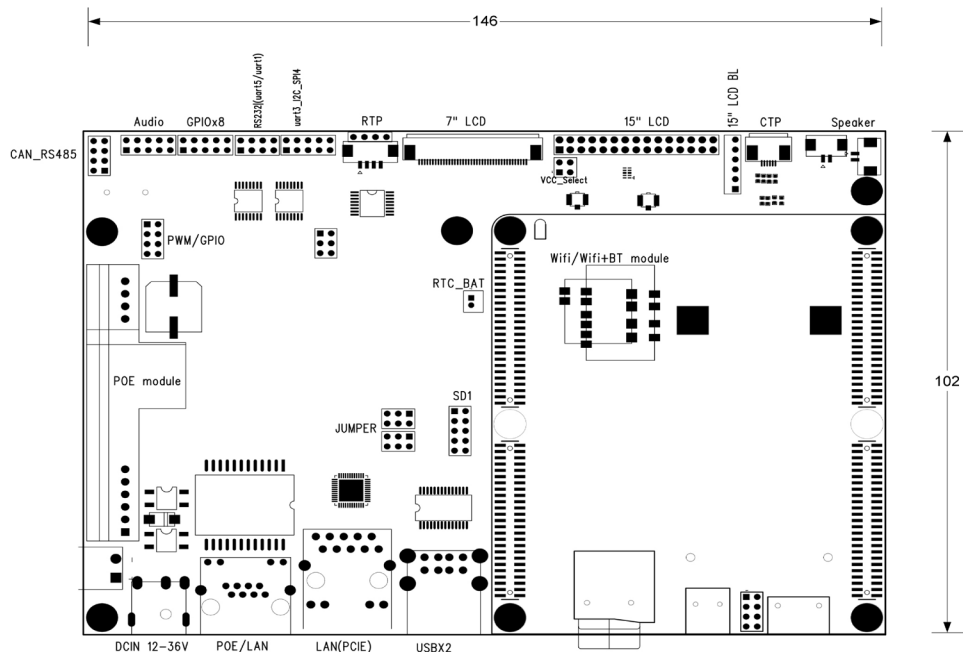 146
RS232(uart5/uart1)
uart3_I2C_SPI4
15" LCD BL
Audio
GPIOx8
RTP
7" LCD
15" LCD
CTP
Speaker
CAN_RS485
VCC_Select
PWM/GPIO
Wifi/Wifi+BT module
RTC_BAT
POE module
102
SD1
JUMPER
DCIN 12-36V
POE/LAN
LAN(PCIE)
USBX2